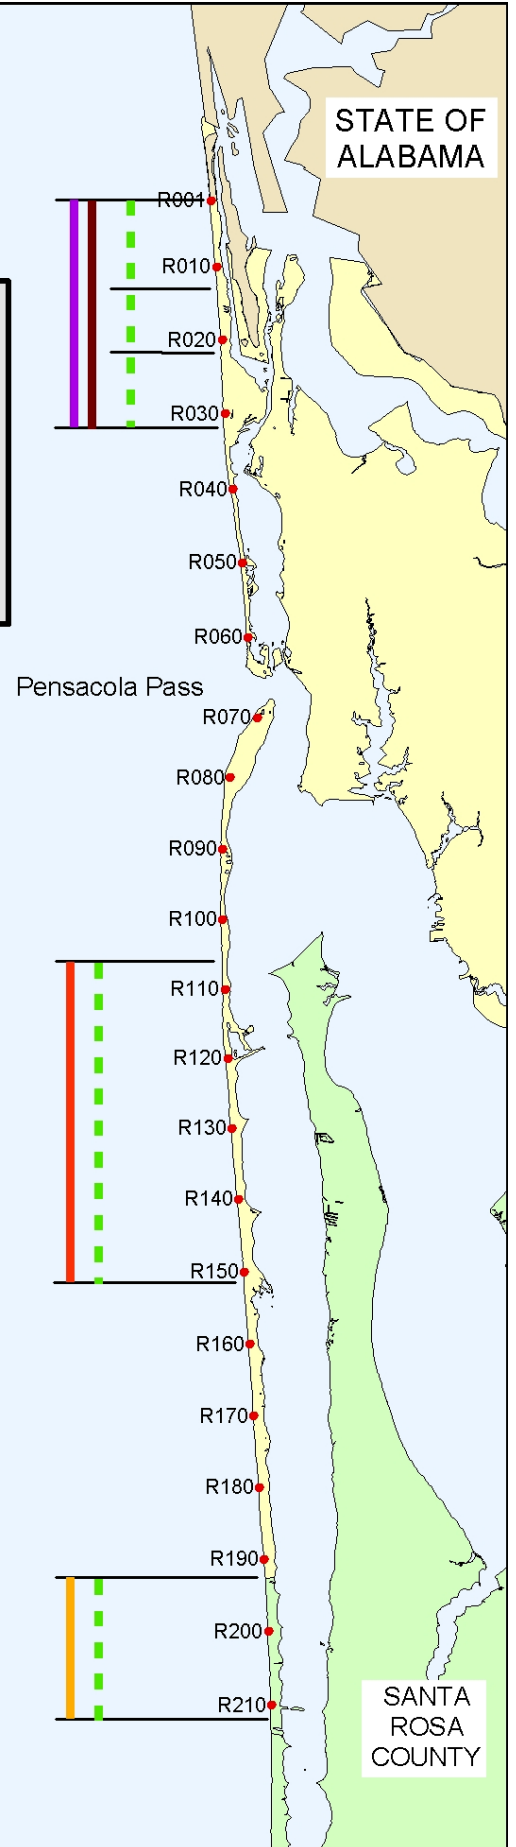 STATE OF
ALABAMA
R001
R010
R020
R030
R040
R050
R060
Pensacola Pass
R070
R080
R090
R100
R110
R120
R130
R140
R150
R160
R170
R180
R190
R200
R210
SANTA
ROSA
COUNTY